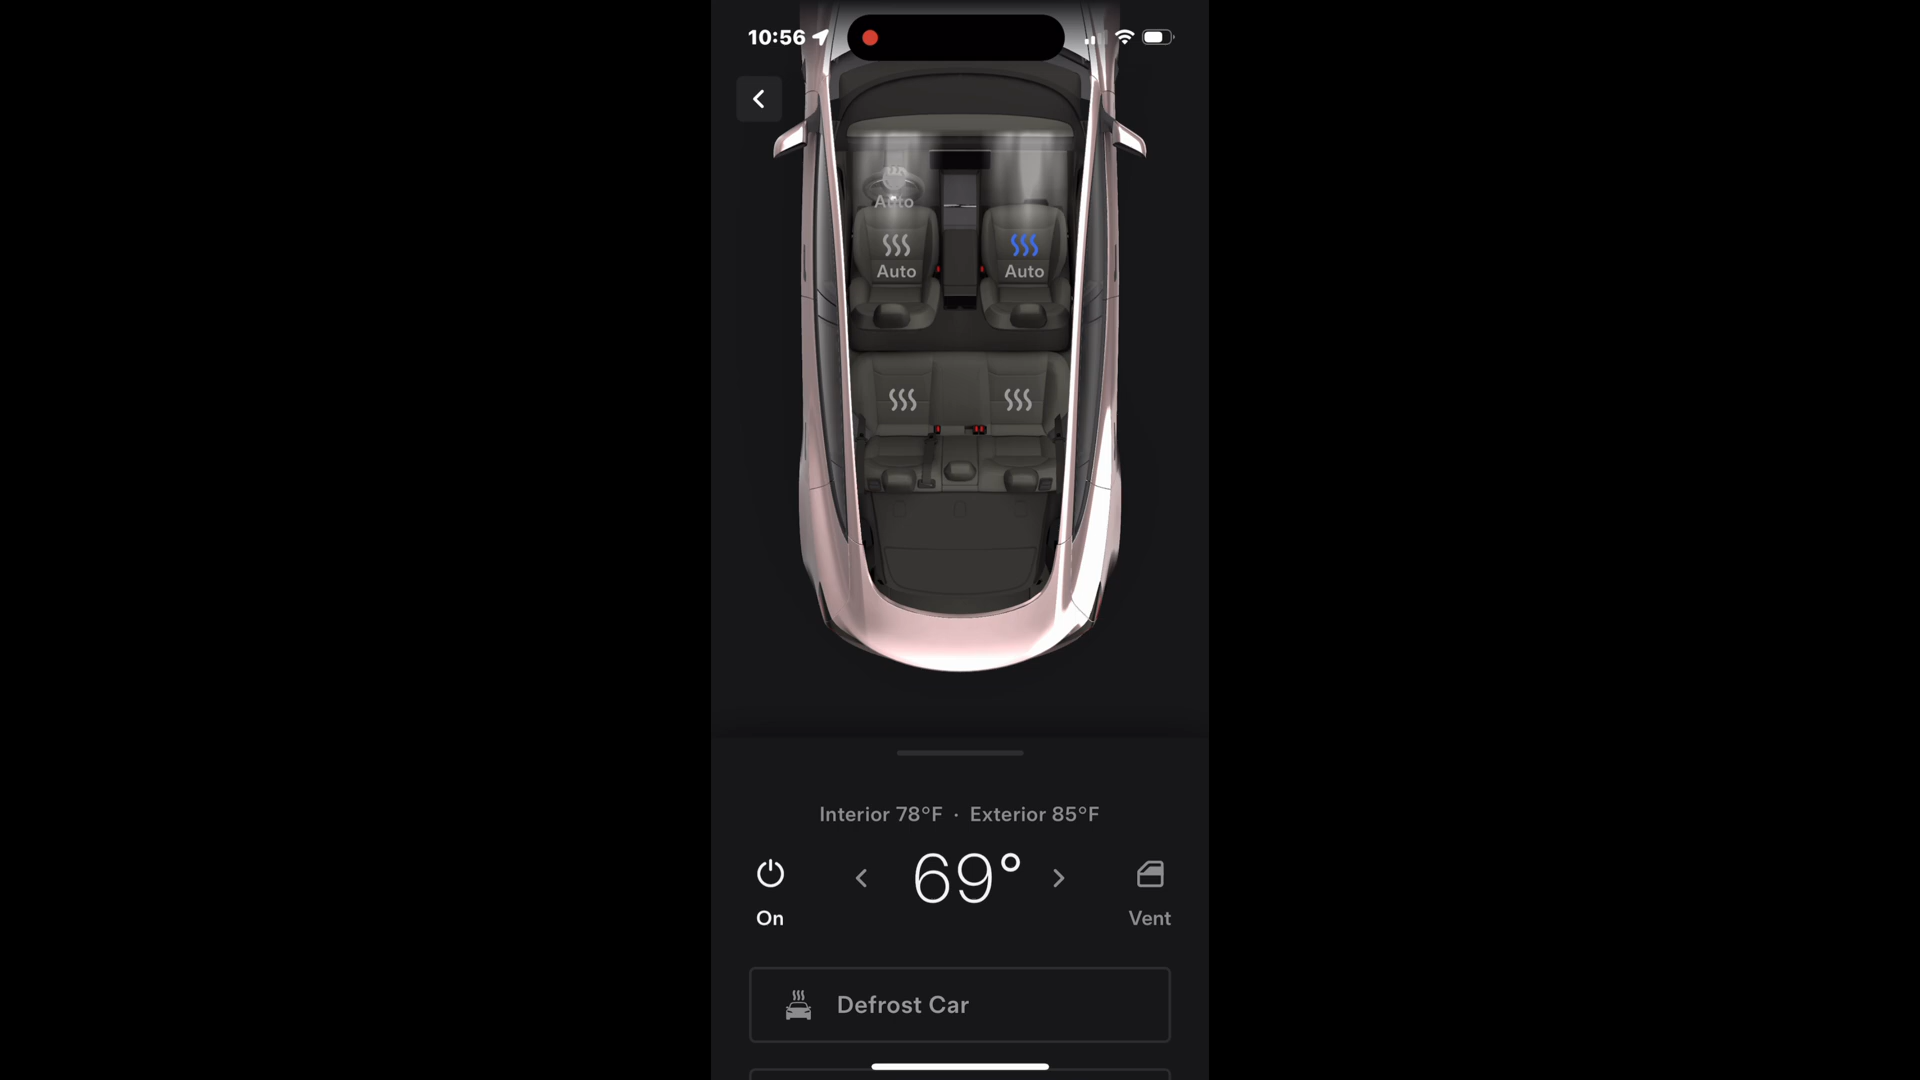 10:56
Auto
Auto
Auto
Interior 78°F · Exterior 85°F
69°
On
Vent
Defrost Car